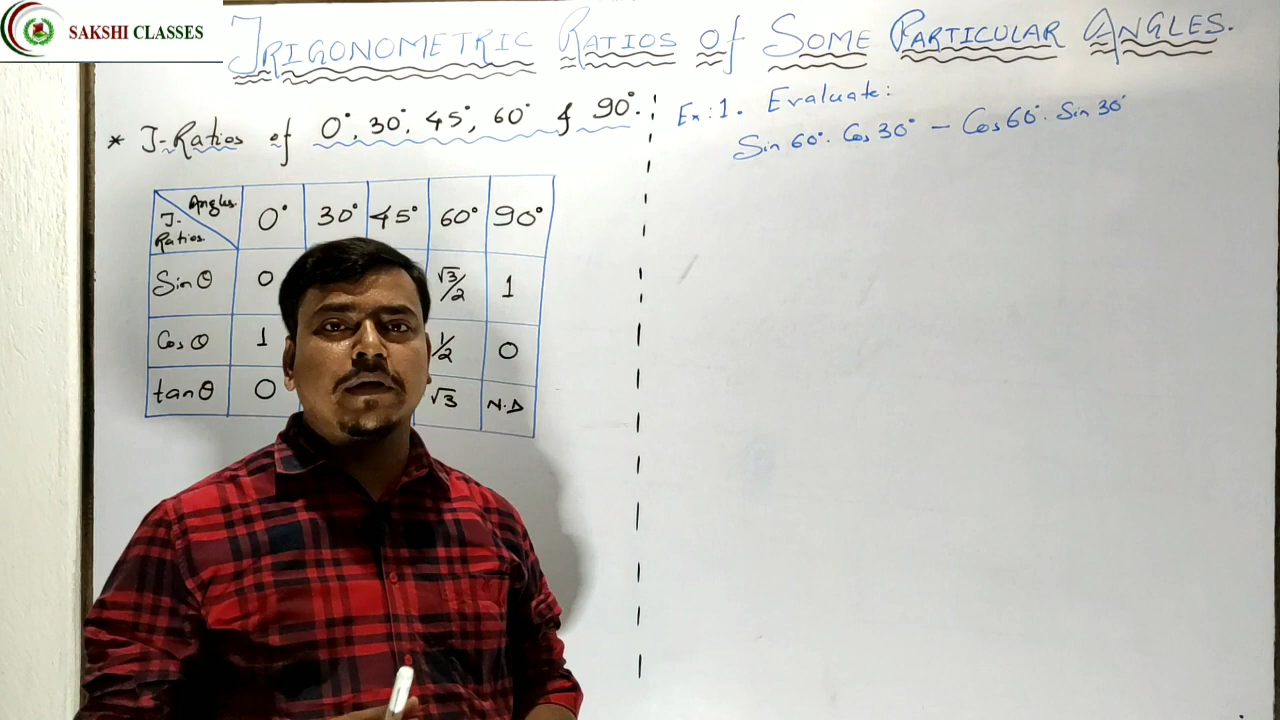 SAKSHI CLASSES
TRIGONOMETRIC RATIOS Of SOME PARTICULAR ANGLES.
* T-Ratios of 0°, 30°, 45°, 60° & 90°.
Angles
T-Ratios
0° 30° 45° 60° 90°
Sinθ 0 √3/2 1
Cosθ 1 1/2 0
tanθ 0 √3 N.D
Ex:1. Evaluate:
Sin 60°. Cos 30° − Cos 60°. Sin 30°